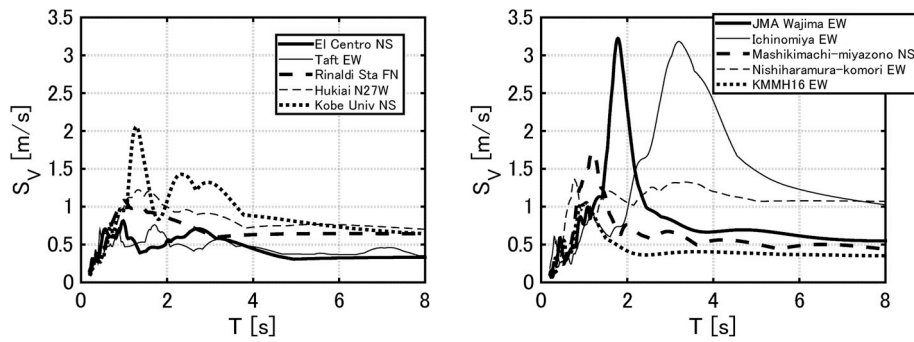 3.5
3
2.5
2
1.5
1
0.5
0
S_V [m/s]
0 2 4 6 8
T [s]
El Centro NS
Taft EW
Rinaldi Sta FN
Hukiai N27W
Kobe Univ NS
3.5
3
2.5
2
1.5
1
0.5
0
S_V [m/s]
0 2 4 6 8
T [s]
JMA Wajima EW
Ichinomiya EW
Mashikimachi-miyazono NS
Nishiharamura-komori EW
KMMH16 EW